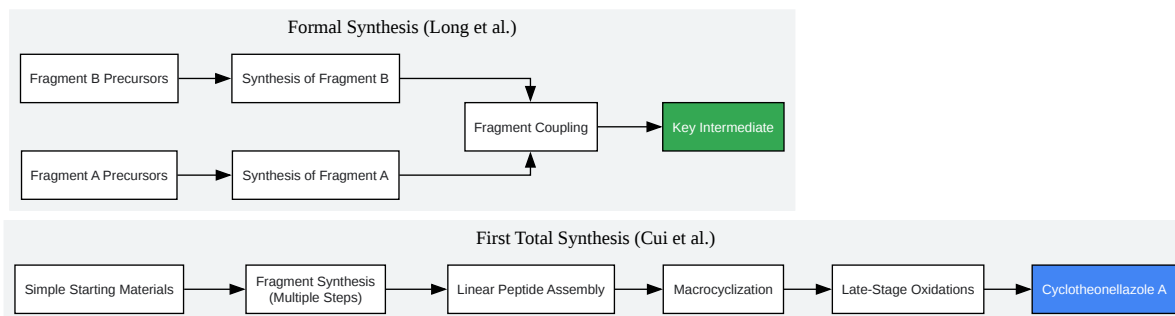 Formal Synthesis (Long et al.)
Fragment B Precursors
Synthesis of Fragment B
Fragment Coupling
Key Intermediate
Fragment A Precursors
Synthesis of Fragment A
First Total Synthesis (Cui et al.)
Simple Starting Materials
Fragment Synthesis
(Multiple Steps)
Linear Peptide Assembly
Macrocyclization
Late-Stage Oxidations
Cyclotheonellazole A